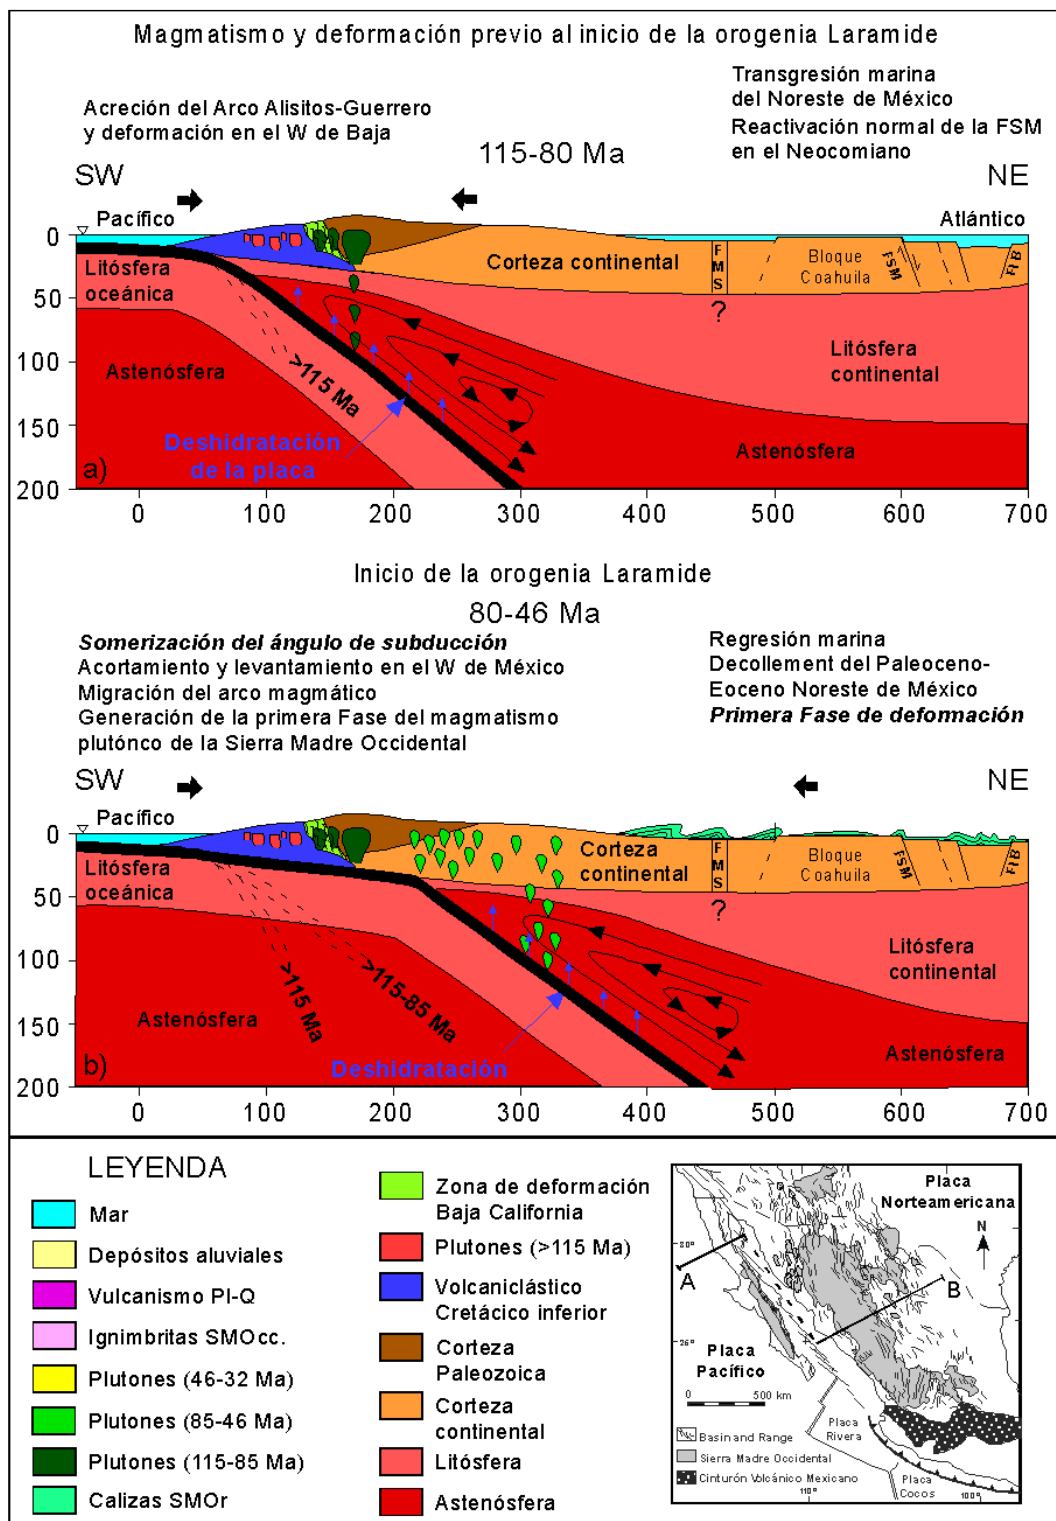 Magmatismo y deformación previo al inicio de la orogenia Laramide
Acreción del Arco Alisitos-Guerrero
y deformación en el W de Baja
115-80 Ma
Transgresión marina
del Noreste de México
Reactivación normal de la FSM
en el Neocomiano
SW
NE
Pacífico
Atlántico
0
50
100
150
200
Litósfera
oceánica
Astenósfera
>115 Ma
Deshidratación
de la placa
a)
Corteza continental
FMS
?
Bloque
Coahuila
FSM
FIB
Litósfera
continental
Astenósfera
0 100 200 300 400 500 600 700
Inicio de la orogenia Laramide
80-46 Ma
Somerización del ángulo de subducción
Acortamiento y levantamiento en el W de México
Migración del arco magmático
Generación de la primera Fase del magmatismo
plutónco de la Sierra Madre Occidental
Regresión marina
Decollement del Paleoceno-
Eoceno Noreste de México
Primera Fase de deformación
SW
NE
Pacífico
0
50
100
150
200
Litósfera
oceánica
Astenósfera
>115 Ma
>115-85 Ma
Deshidratación
b)
Corteza
continental
FMS
?
Bloque
Coahuila
FSM
FIB
Litósfera
continental
Astenósfera
0 100 200 300 400 500 600 700
LEYENDA
Mar
Depósitos aluviales
Vulcanismo Pl-Q
Ignimbritas SMOcc.
Plutones (46-32 Ma)
Plutones (85-46 Ma)
Plutones (115-85 Ma)
Calizas SMOr
Zona de deformación
Baja California
Plutones (>115 Ma)
Volcaniclástico
Cretácico inferior
Corteza
Paleozoica
Corteza
continental
Litósfera
Astenósfera
Placa
Norteamericana
N
30°
A
B
26°
Placa
Pacífico
0 500 km
Basin and Range
Sierra Madre Occidental
Cinturón Volcánico Mexicano
Placa
Rivera
Placa
Cocos
110°
100°